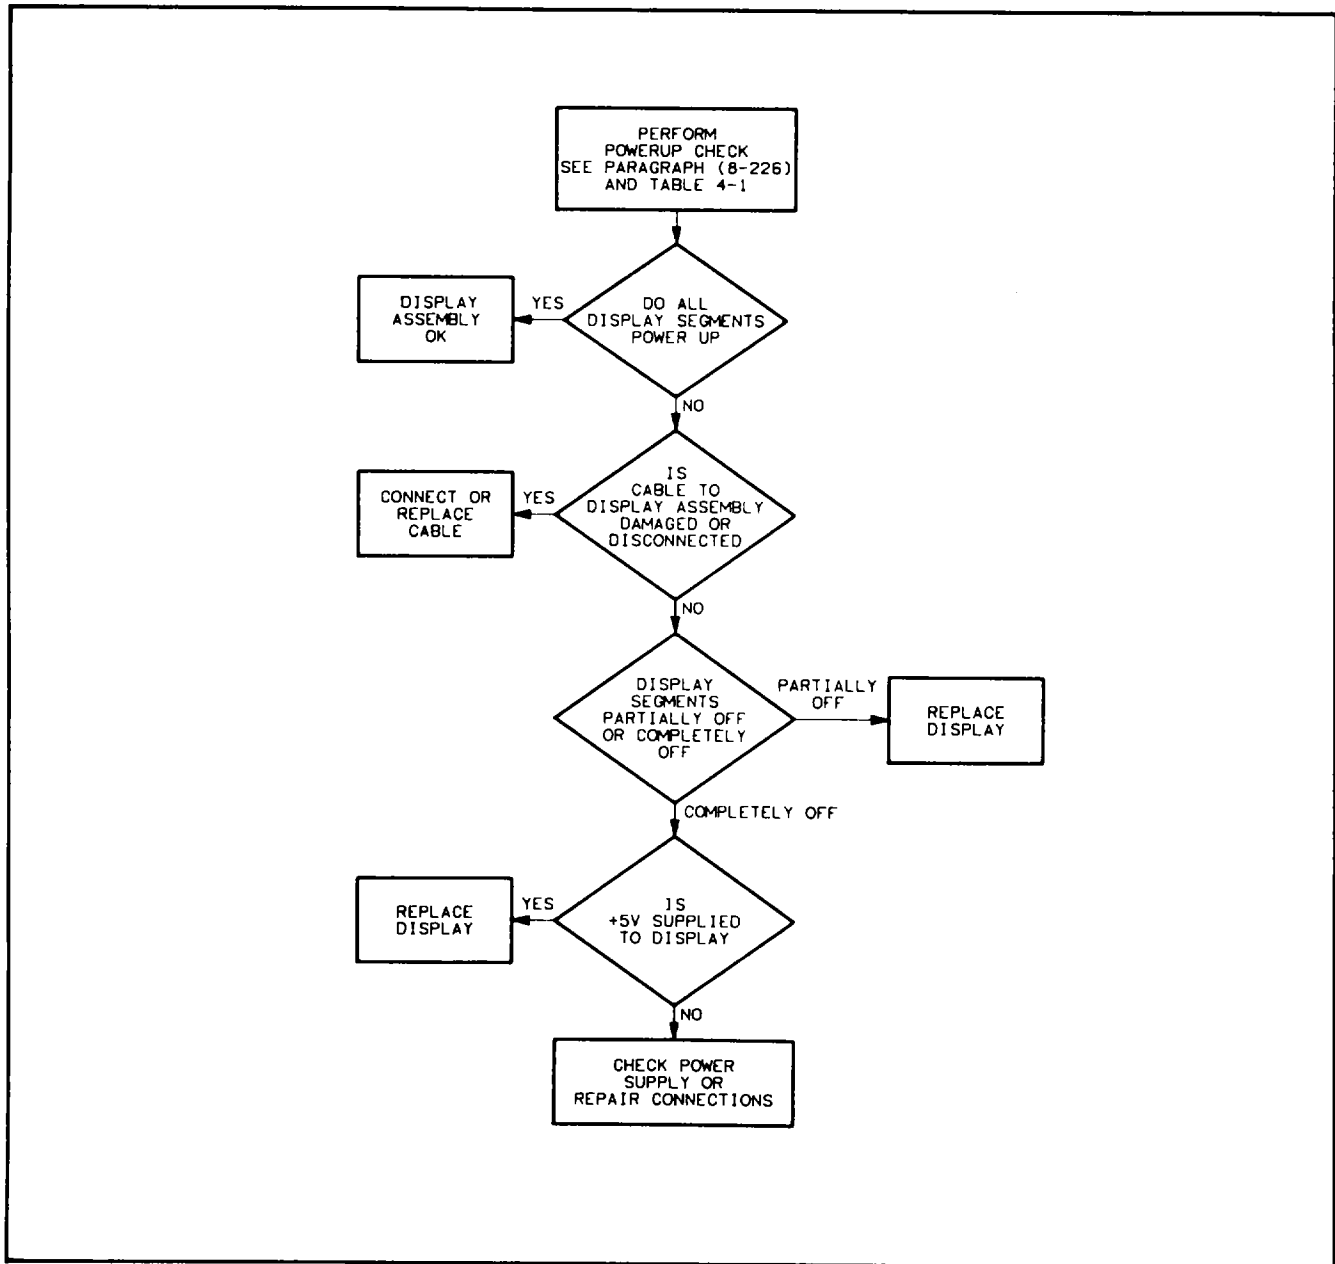 PERFORM
POWERUP CHECK
SEE PARAGRAPH (8-226)
AND TABLE 4-1
DO ALL
DISPLAY SEGMENTS
POWER UP
YES
DISPLAY
ASSEMBLY
OK
NO
IS
CABLE TO
DISPLAY ASSEMBLY
DAMAGED OR
DISCONNECTED
YES
CONNECT OR
REPLACE
CABLE
NO
DISPLAY
SEGMENTS
PARTIALLY OFF
OR COMPLETELY
OFF
PARTIALLY
OFF
REPLACE
DISPLAY
COMPLETELY OFF
IS
+5V SUPPLIED
TO DISPLAY
YES
REPLACE
DISPLAY
NO
CHECK POWER
SUPPLY OR
REPAIR CONNECTIONS